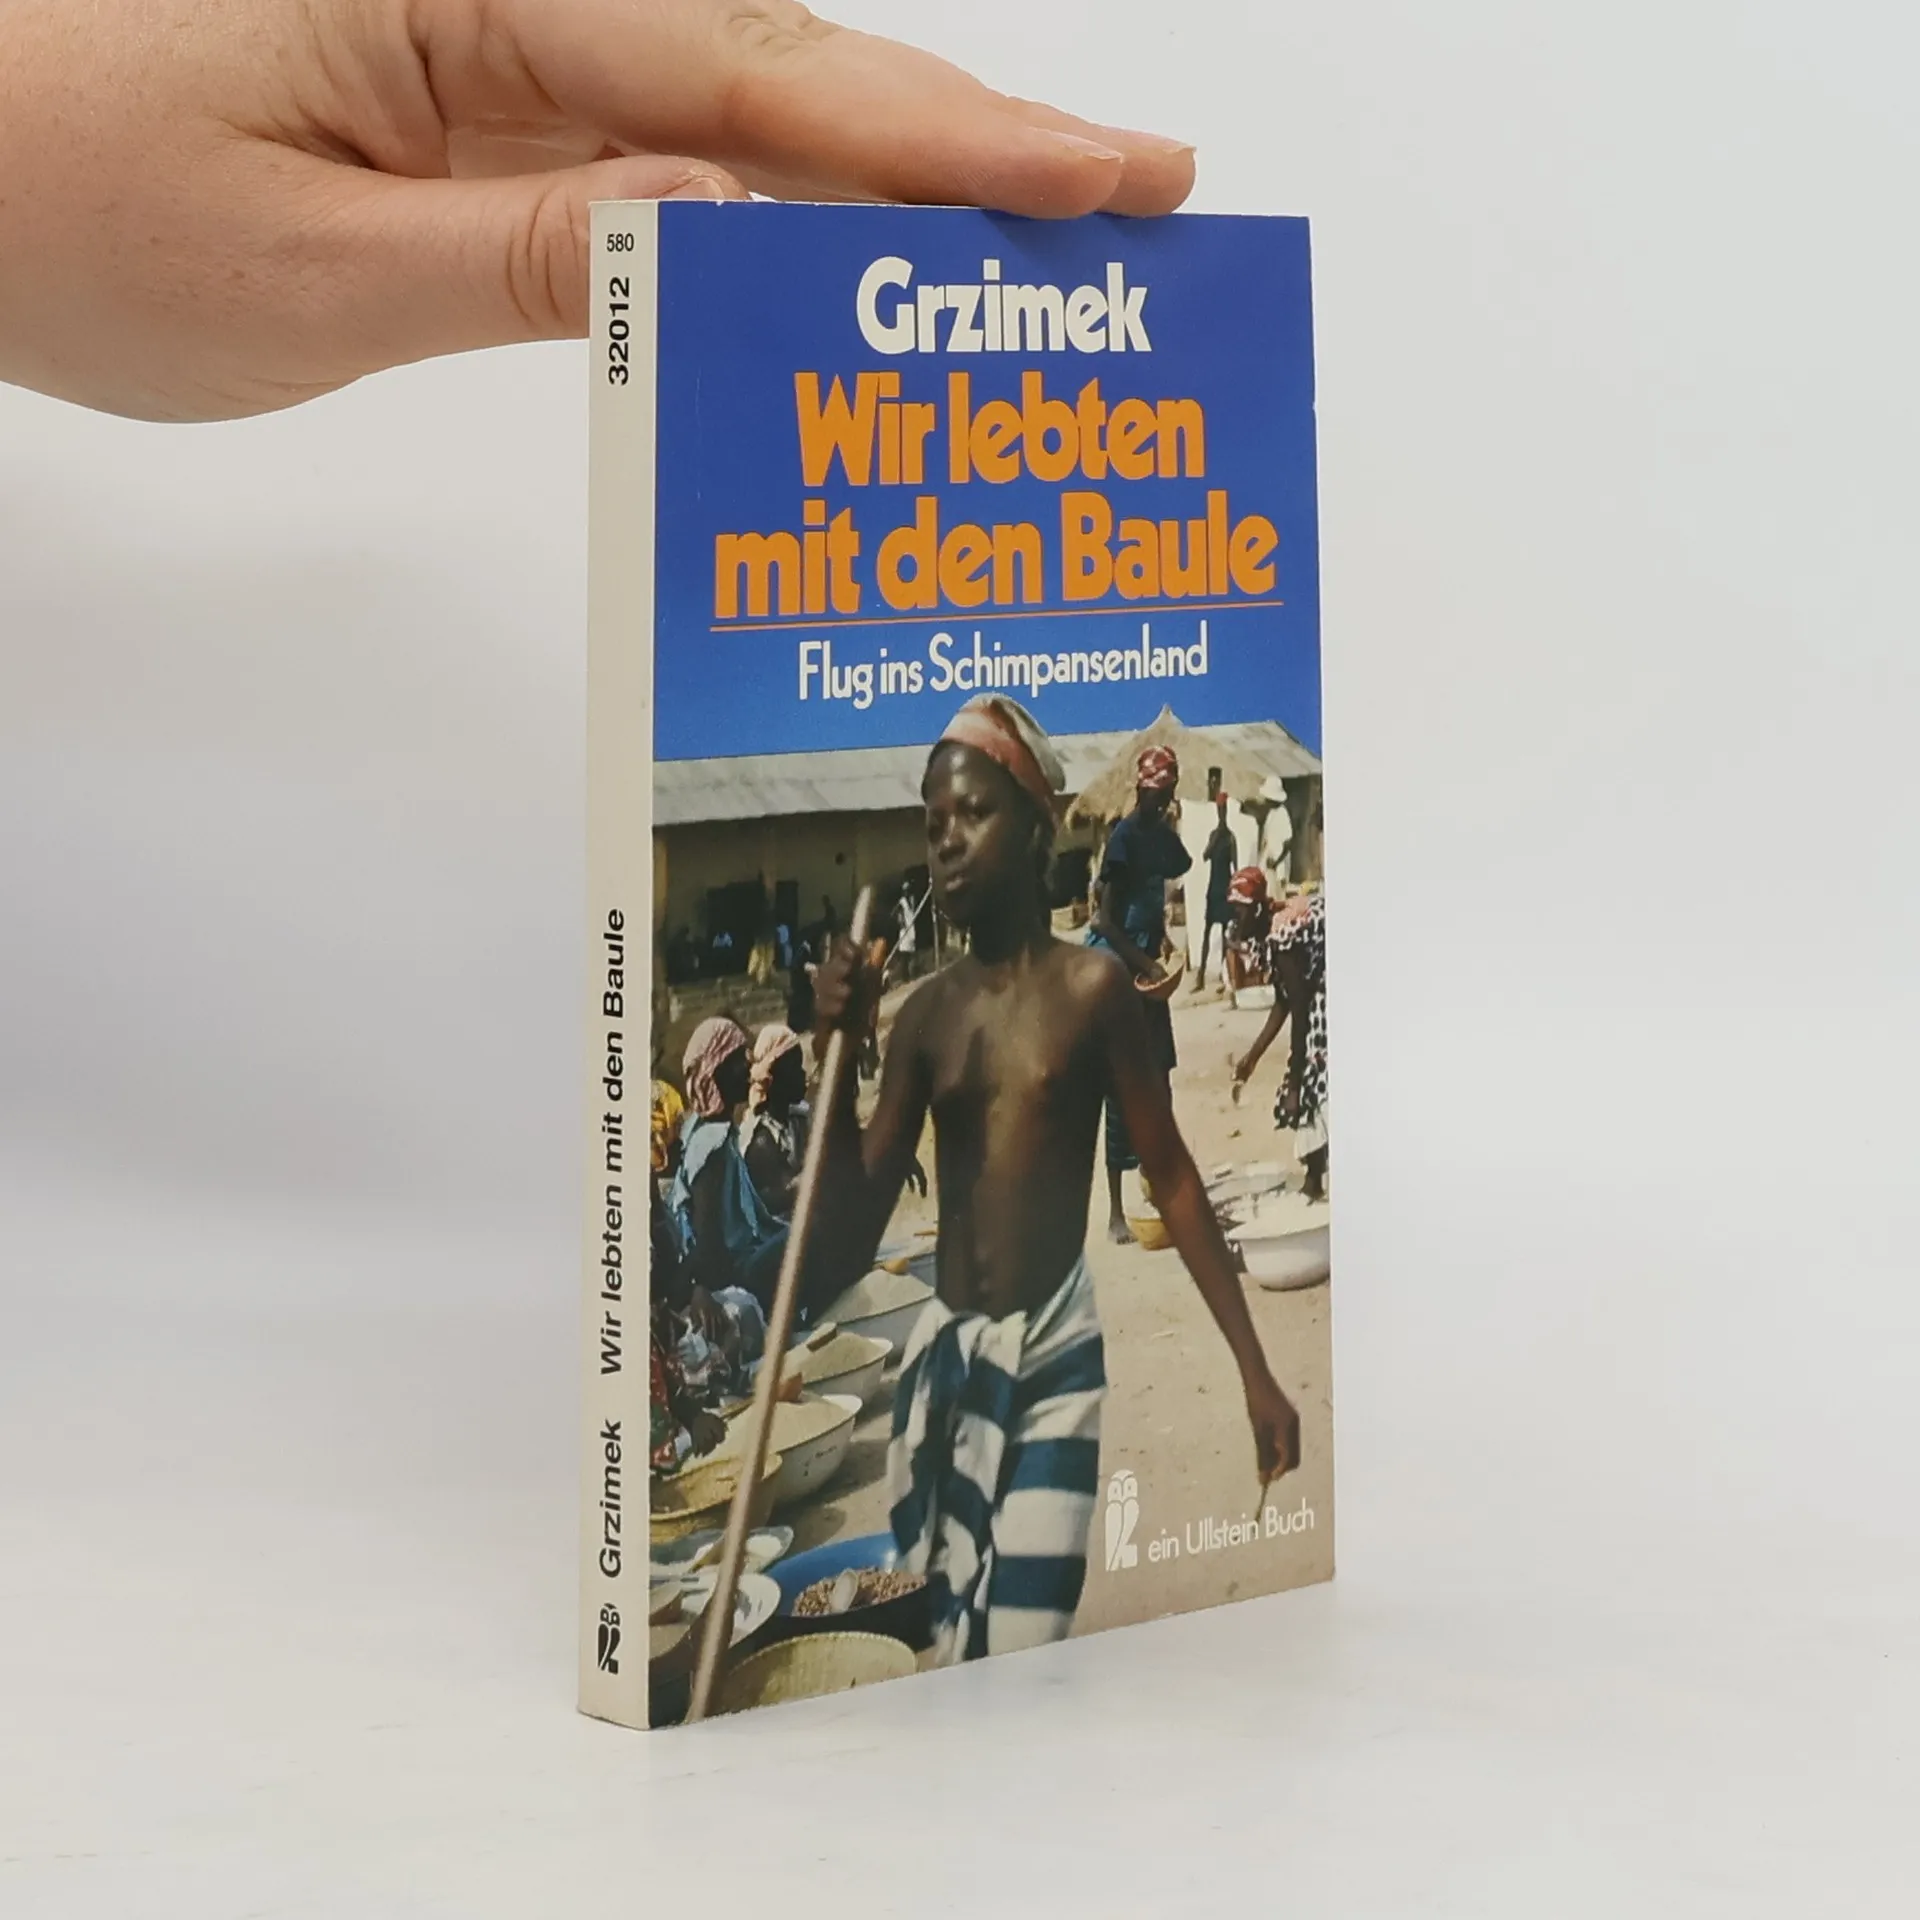 580
32012
Grzimek Wir lebten mit den Baule
Grzimek
Wir lebten
mit den Baule
Flug ins Schimpansenland
ein Ullstein Buch